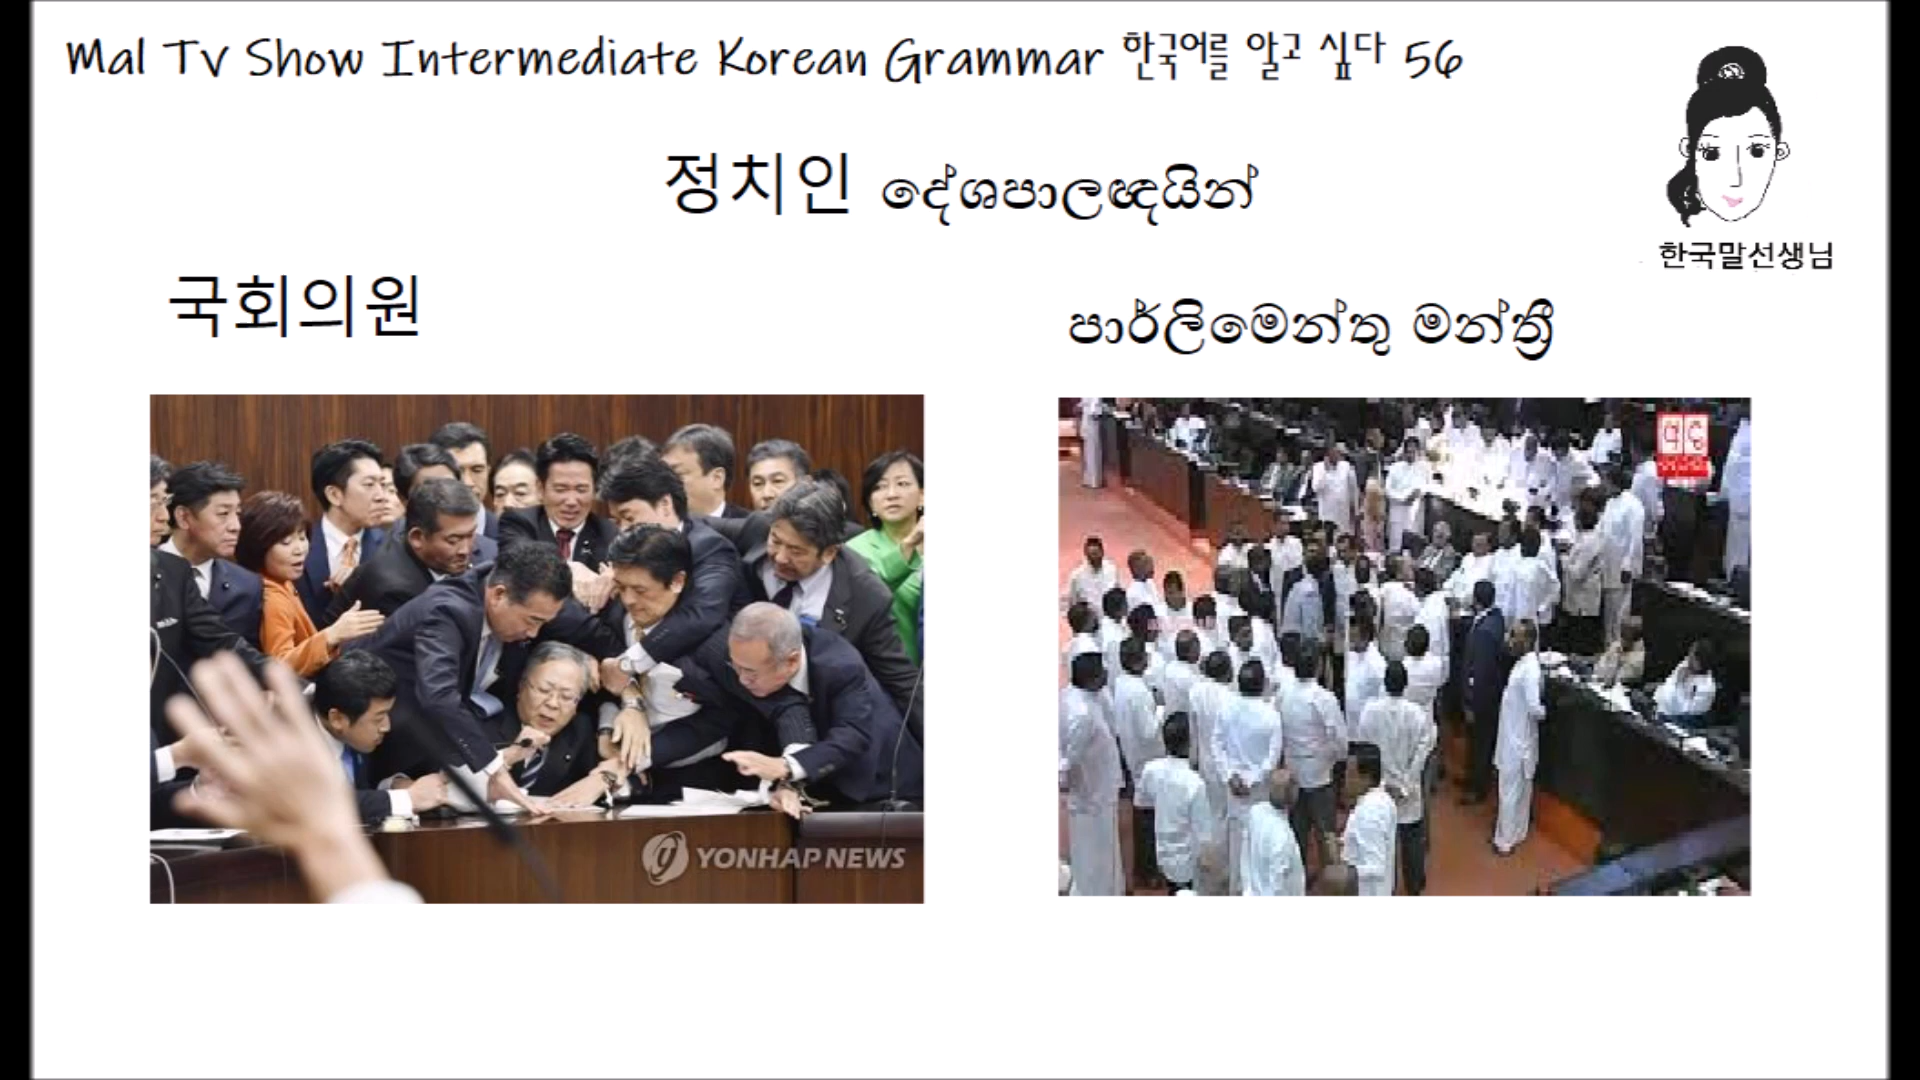 Mal TV Show Intermediate Korean Grammar 한국어를 알고 싶다 56
정치인 දේශපාලඥයින්
한국말선생님
국회의원
පාර්ලිමෙන්තු මන්ත්‍රී
YONHAP NEWS